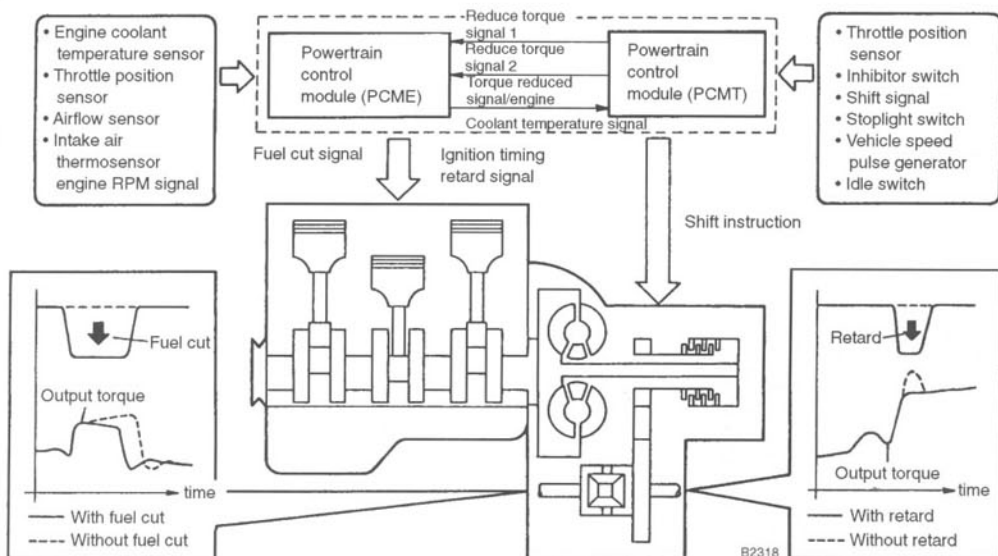 • Engine coolant
temperature sensor
• Throttle position
sensor
• Airflow sensor
• Intake air
thermosensor
engine RPM signal
Reduce torque
signal 1
Reduce torque
signal 2
Torque reduced
signal/engine
Coolant temperature signal
Powertrain
control
module (PCME)
Powertrain
control
module (PCMT)
• Throttle position
sensor
• Inhibitor switch
• Shift signal
• Stoplight switch
• Vehicle speed
pulse generator
• Idle switch
Fuel cut signal
Ignition timing
retard signal
Shift instruction
Fuel cut
Output torque
time
With fuel cut
Without fuel cut
Retard
Output torque
time
With retard
Without retard
B2318